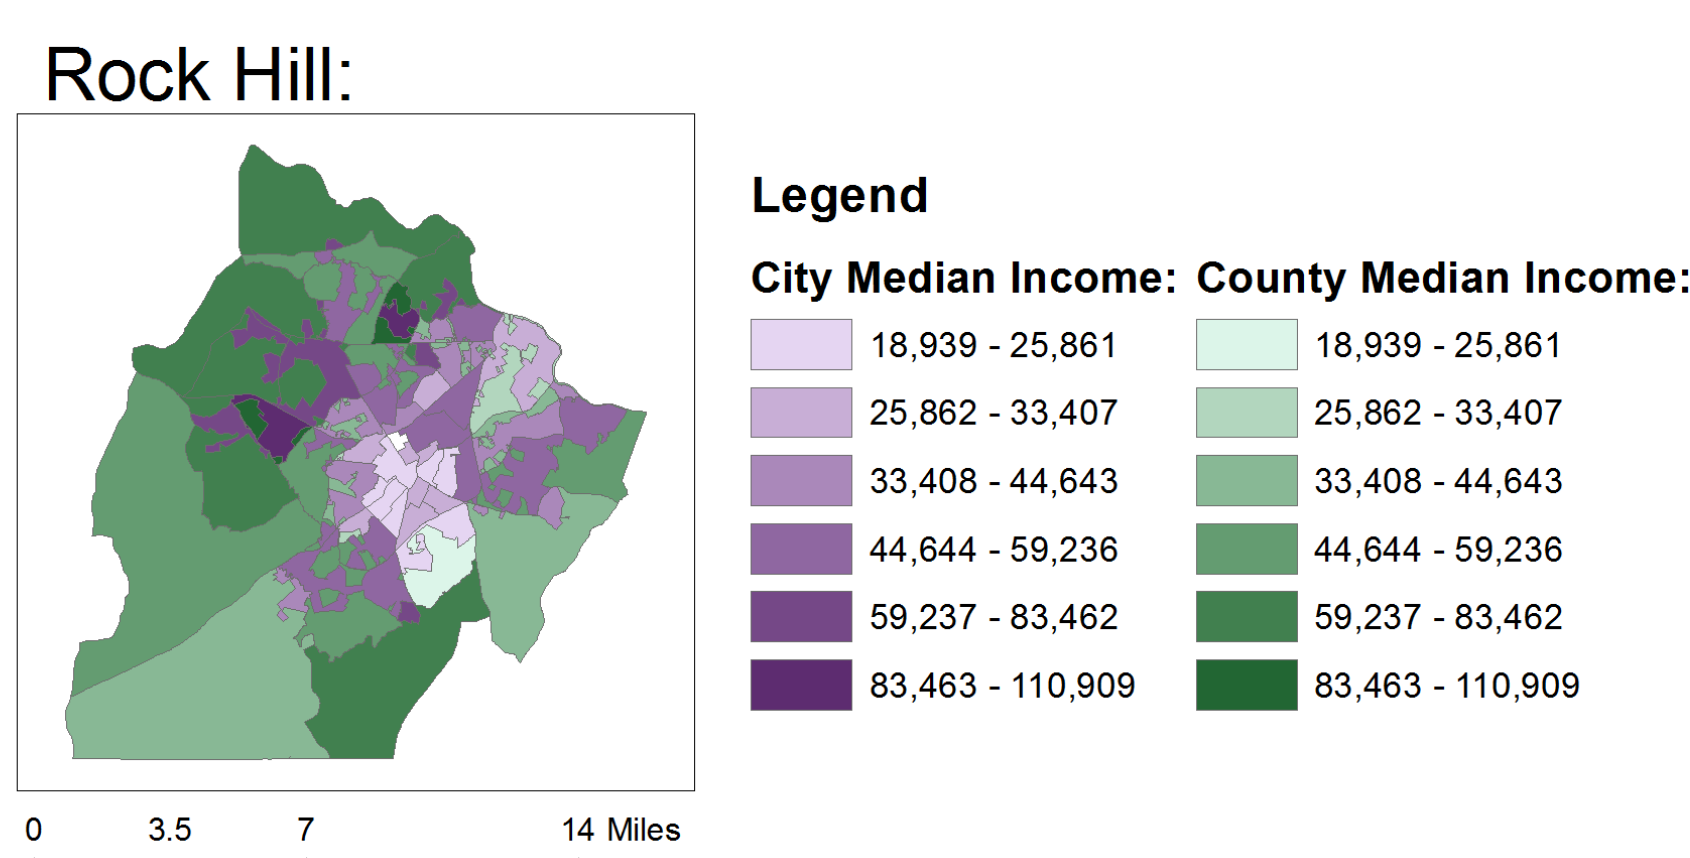 Rock Hill:
Legend
City Median Income: County Median Income:
18,939 - 25,861 18,939 - 25,861
25,862 - 33,407 25,862 - 33,407
33,408 - 44,643 33,408 - 44,643
44,644 - 59,236 44,644 - 59,236
59,237 - 83,462 59,237 - 83,462
83,463 - 110,909 83,463 - 110,909
0 3.5 7 14 Miles